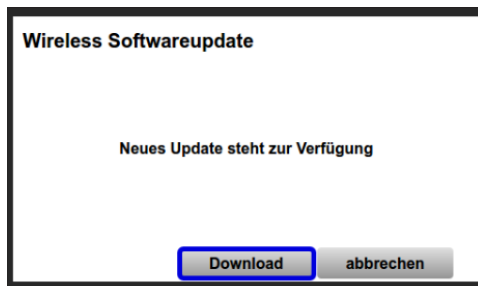 Wireless Softwareupdate
Neues Update steht zur Verfügung
Download abbrechen